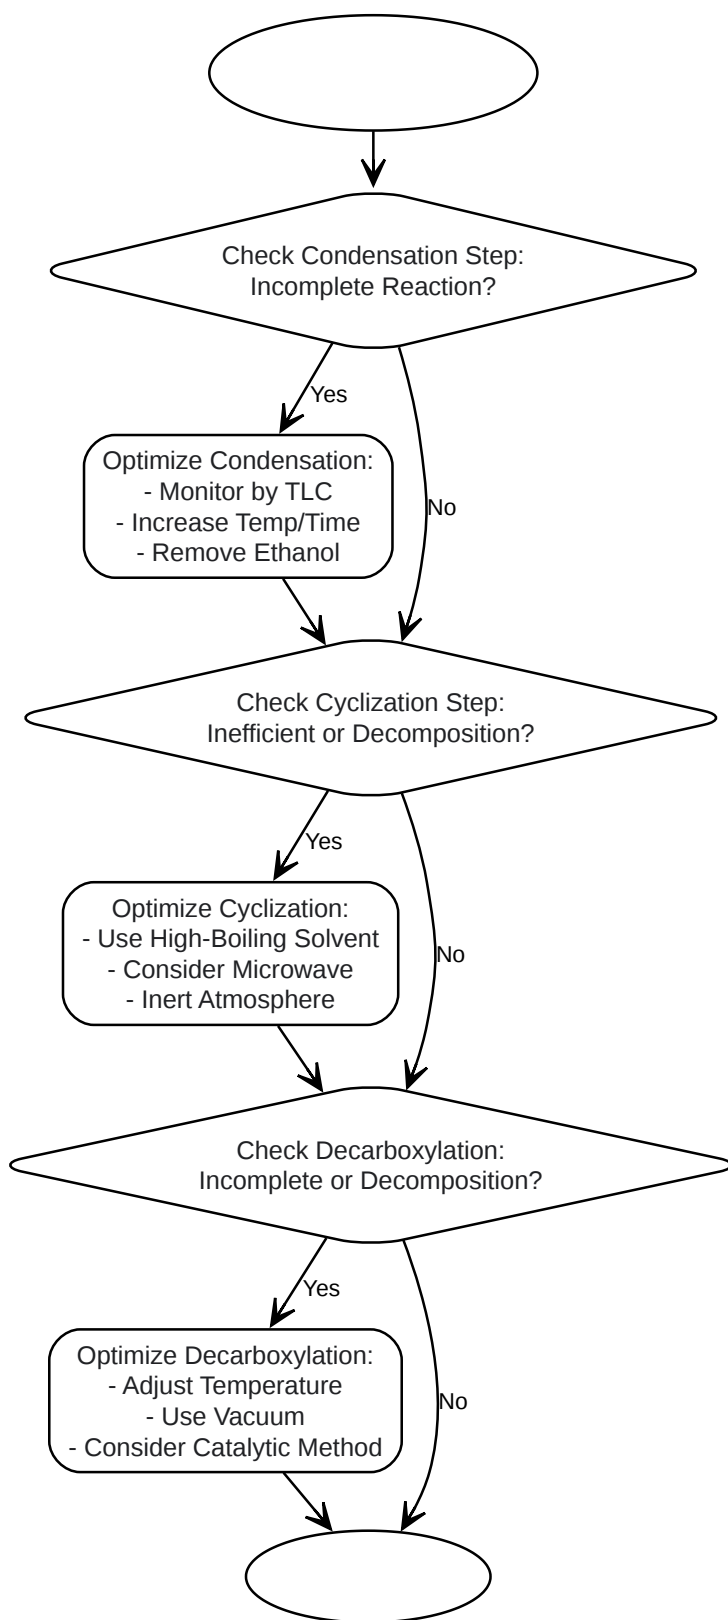 Check Condensation Step:
Incomplete Reaction?
Yes
Optimize Condensation:
- Monitor by TLC
- Increase Temp/Time
- Remove Ethanol
No
Check Cyclization Step:
Inefficient or Decomposition?
Yes
Optimize Cyclization:
- Use High-Boiling Solvent
- Consider Microwave
- Inert Atmosphere
No
Check Decarboxylation:
Incomplete or Decomposition?
Yes
Optimize Decarboxylation:
- Adjust Temperature
- Use Vacuum
- Consider Catalytic Method
No